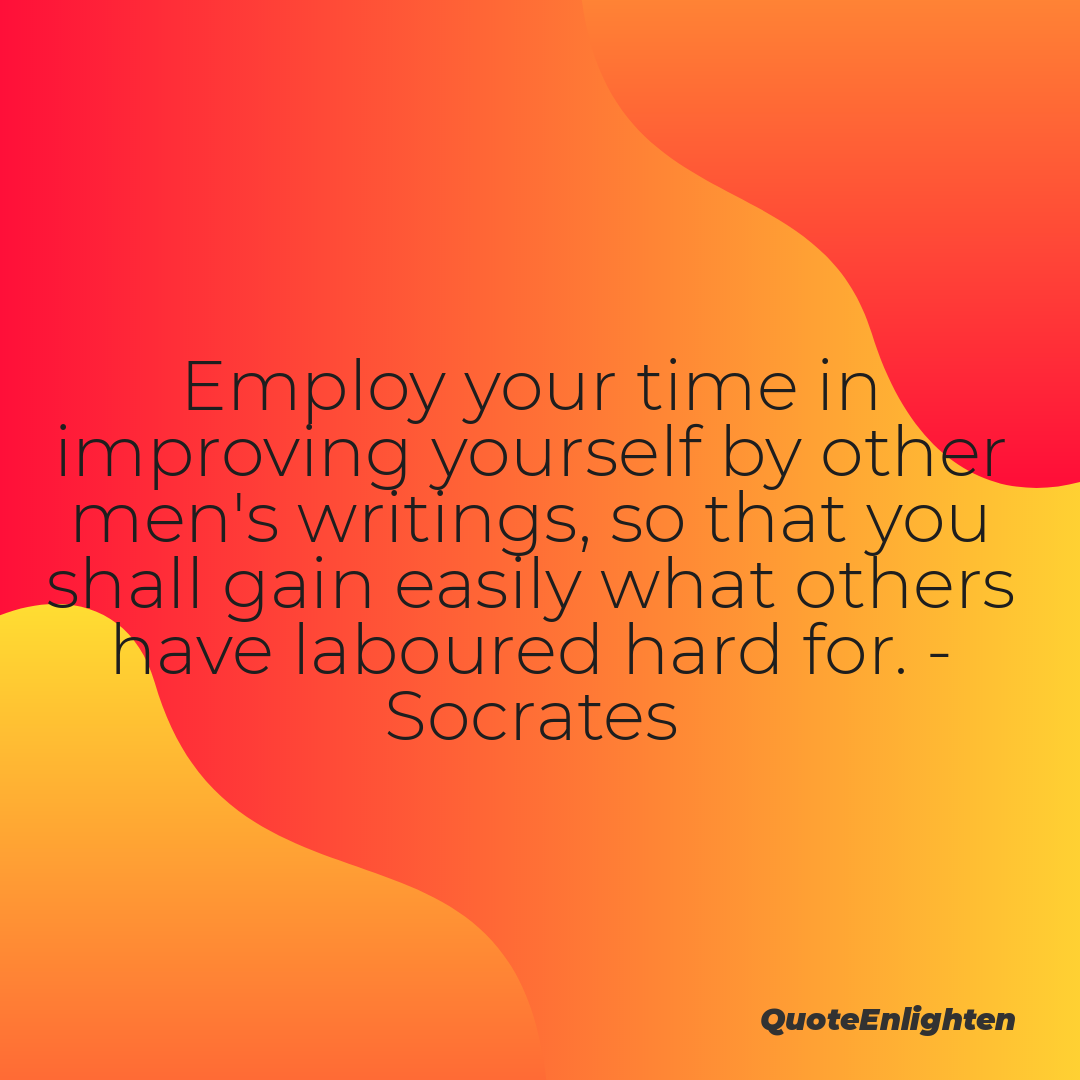 Employ your time in
improving yourself by other
men's writings, so that you
shall gain easily what others
have laboured hard for. -
Socrates
QuoteEnlighten